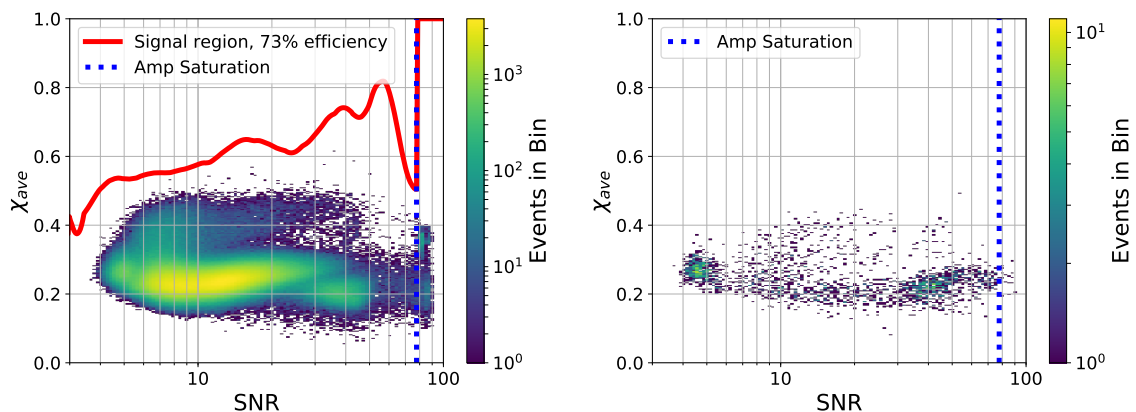 Signal region, 73% efficiency
Amp Saturation
1.0
0.8
0.6
0.4
0.2
0.0
χave
10
100
SNR
10³
10²
10¹
10⁰
Events in Bin
Amp Saturation
1.0
0.8
0.6
0.4
0.2
0.0
χave
10
100
SNR
10¹
10⁰
Events in Bin